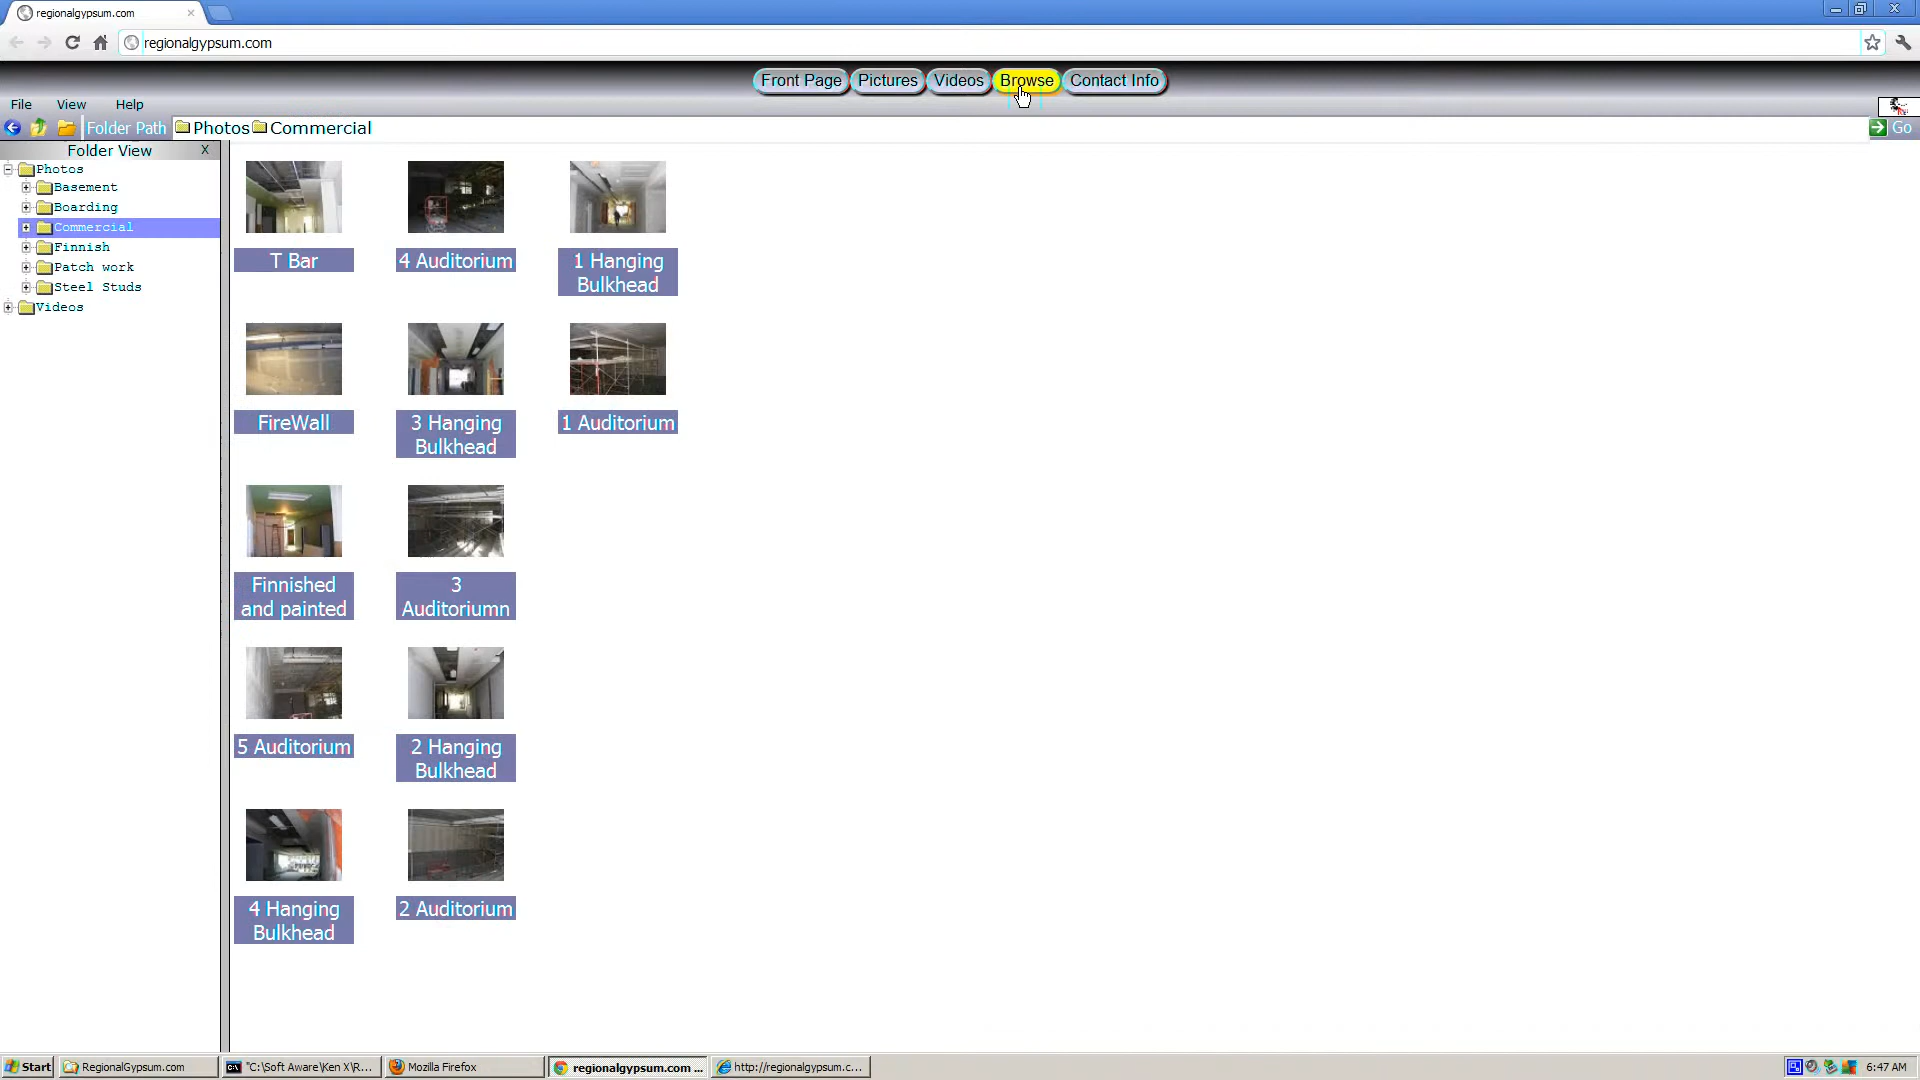 regionalgypsum.com
regionalgypsum.com
Front Page Pictures Videos Browse Contact Info
File View Help
Folder Path Photos Commercial Go
Folder View X
Photos
Basement
Boarding
Commercial
Finnish
Patch work
Steel Studs
Videos
T Bar
4 Auditorium
1 Hanging
Bulkhead
FireWall
3 Hanging
Bulkhead
1 Auditorium
Finnished
and painted
3
Auditoriumn
5 Auditorium
2 Hanging
Bulkhead
4 Hanging
Bulkhead
2 Auditorium
Start RegionalGypsum.com "C:\Soft Aware\Ken X\R... Mozilla Firefox regionalgypsum.com ... http://regionalgypsum.c... 6:47 AM